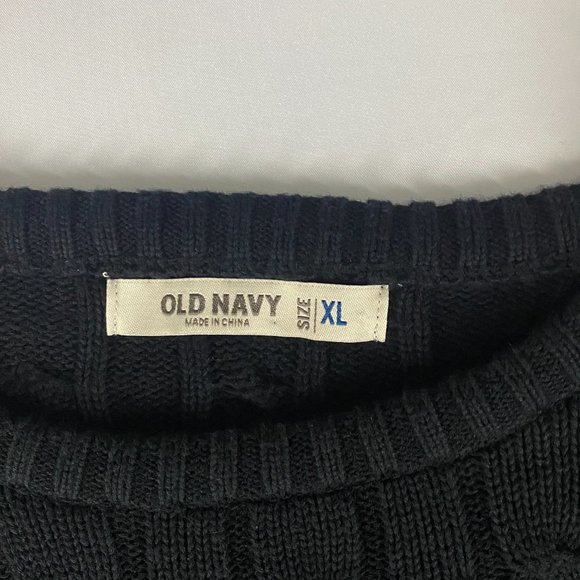 OLD NAVY
MADE IN CHINA
SIZE
XL